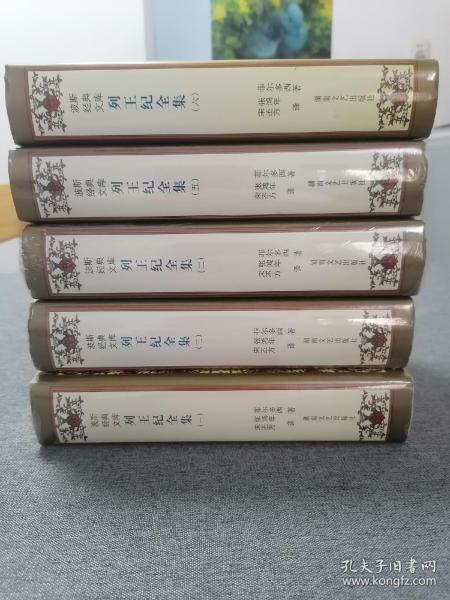 波斯
经典
文库
列王纪全集(六)
菲尔多西 著
张鸿年
宋丕方 译
湖南文艺出版社
波斯
经典
文库
列王纪全集(五)
菲尔多西 著
张鸿年
宋丕方 译
湖南文艺出版社
波斯
经典
文库
列王纪全集
菲尔多西 著
张鸿年
宋丕方 译
湖南文艺出版社
波斯
经典
文库
列王纪全集
菲尔多西 著
张鸿年
宋丕方 译
湖南文艺出版社
波斯
经典
文库
列王纪全集(一)
菲尔多西 著
张鸿年
宋丕方 译
湖南文艺出版社
孔夫子旧书网
www.kongfz.com